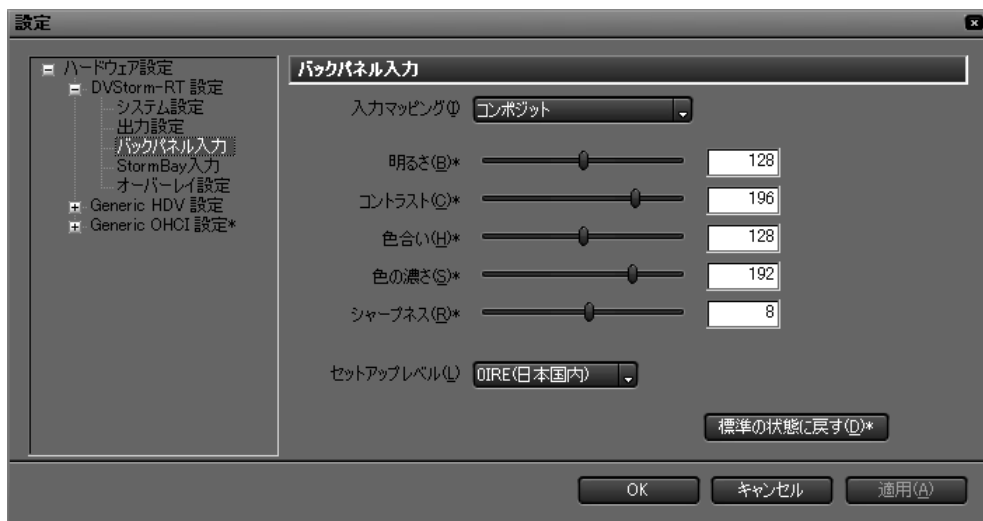 設定
ハードウェア設定
DVStorm-RT 設定
システム設定
出力設定
バックパネル入力
StormBay入力
オーバーレイ設定
Generic HDV 設定
Generic OHCI 設定*
バックパネル入力
入力マッピング(I) コンポジット
明るさ(B)* 128
コントラスト(C)* 196
色合い(H)* 128
色の濃さ(S)* 192
シャープネス(R)* 8
セットアップレベル(L) 0IRE(日本国内)
標準の状態に戻す(D)*
OK キャンセル 適用(A)